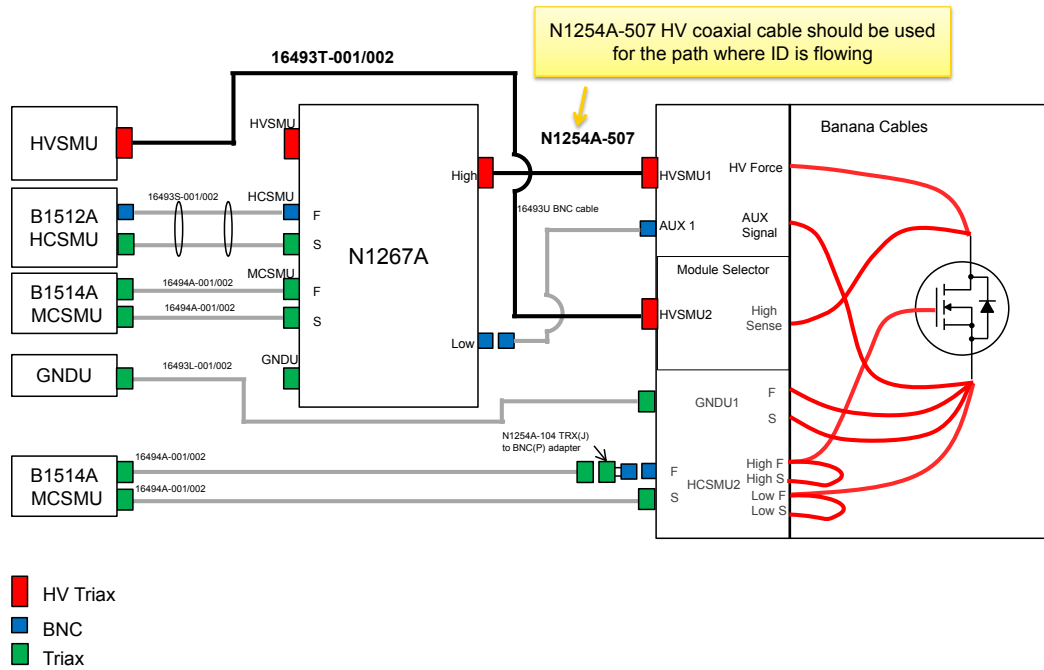 N1254A-507 HV coaxial cable should be used
for the path where ID is flowing
16493T-001/002
HVSMU
HVSMU
N1254A-507
Banana Cables
High
HVSMU1
HV Force
B1512A
HCSMU
16493S-001/002
HCSMU
F
S
16493U BNC cable
AUX 1
AUX
Signal
N1267A
B1514A
MCSMU
16494A-001/002
16494A-001/002
MCSMU
F
S
Module Selector
HVSMU2
High
Sense
Low
GNDU
16493L-001/002
GNDU
GNDU1
F
S
N1254A-104 TRX(J)
to BNC(P) adapter
B1514A
MCSMU
16494A-001/002
16494A-001/002
F
S
HCSMU2
High F
High S
Low F
Low S
HV Triax
BNC
Triax